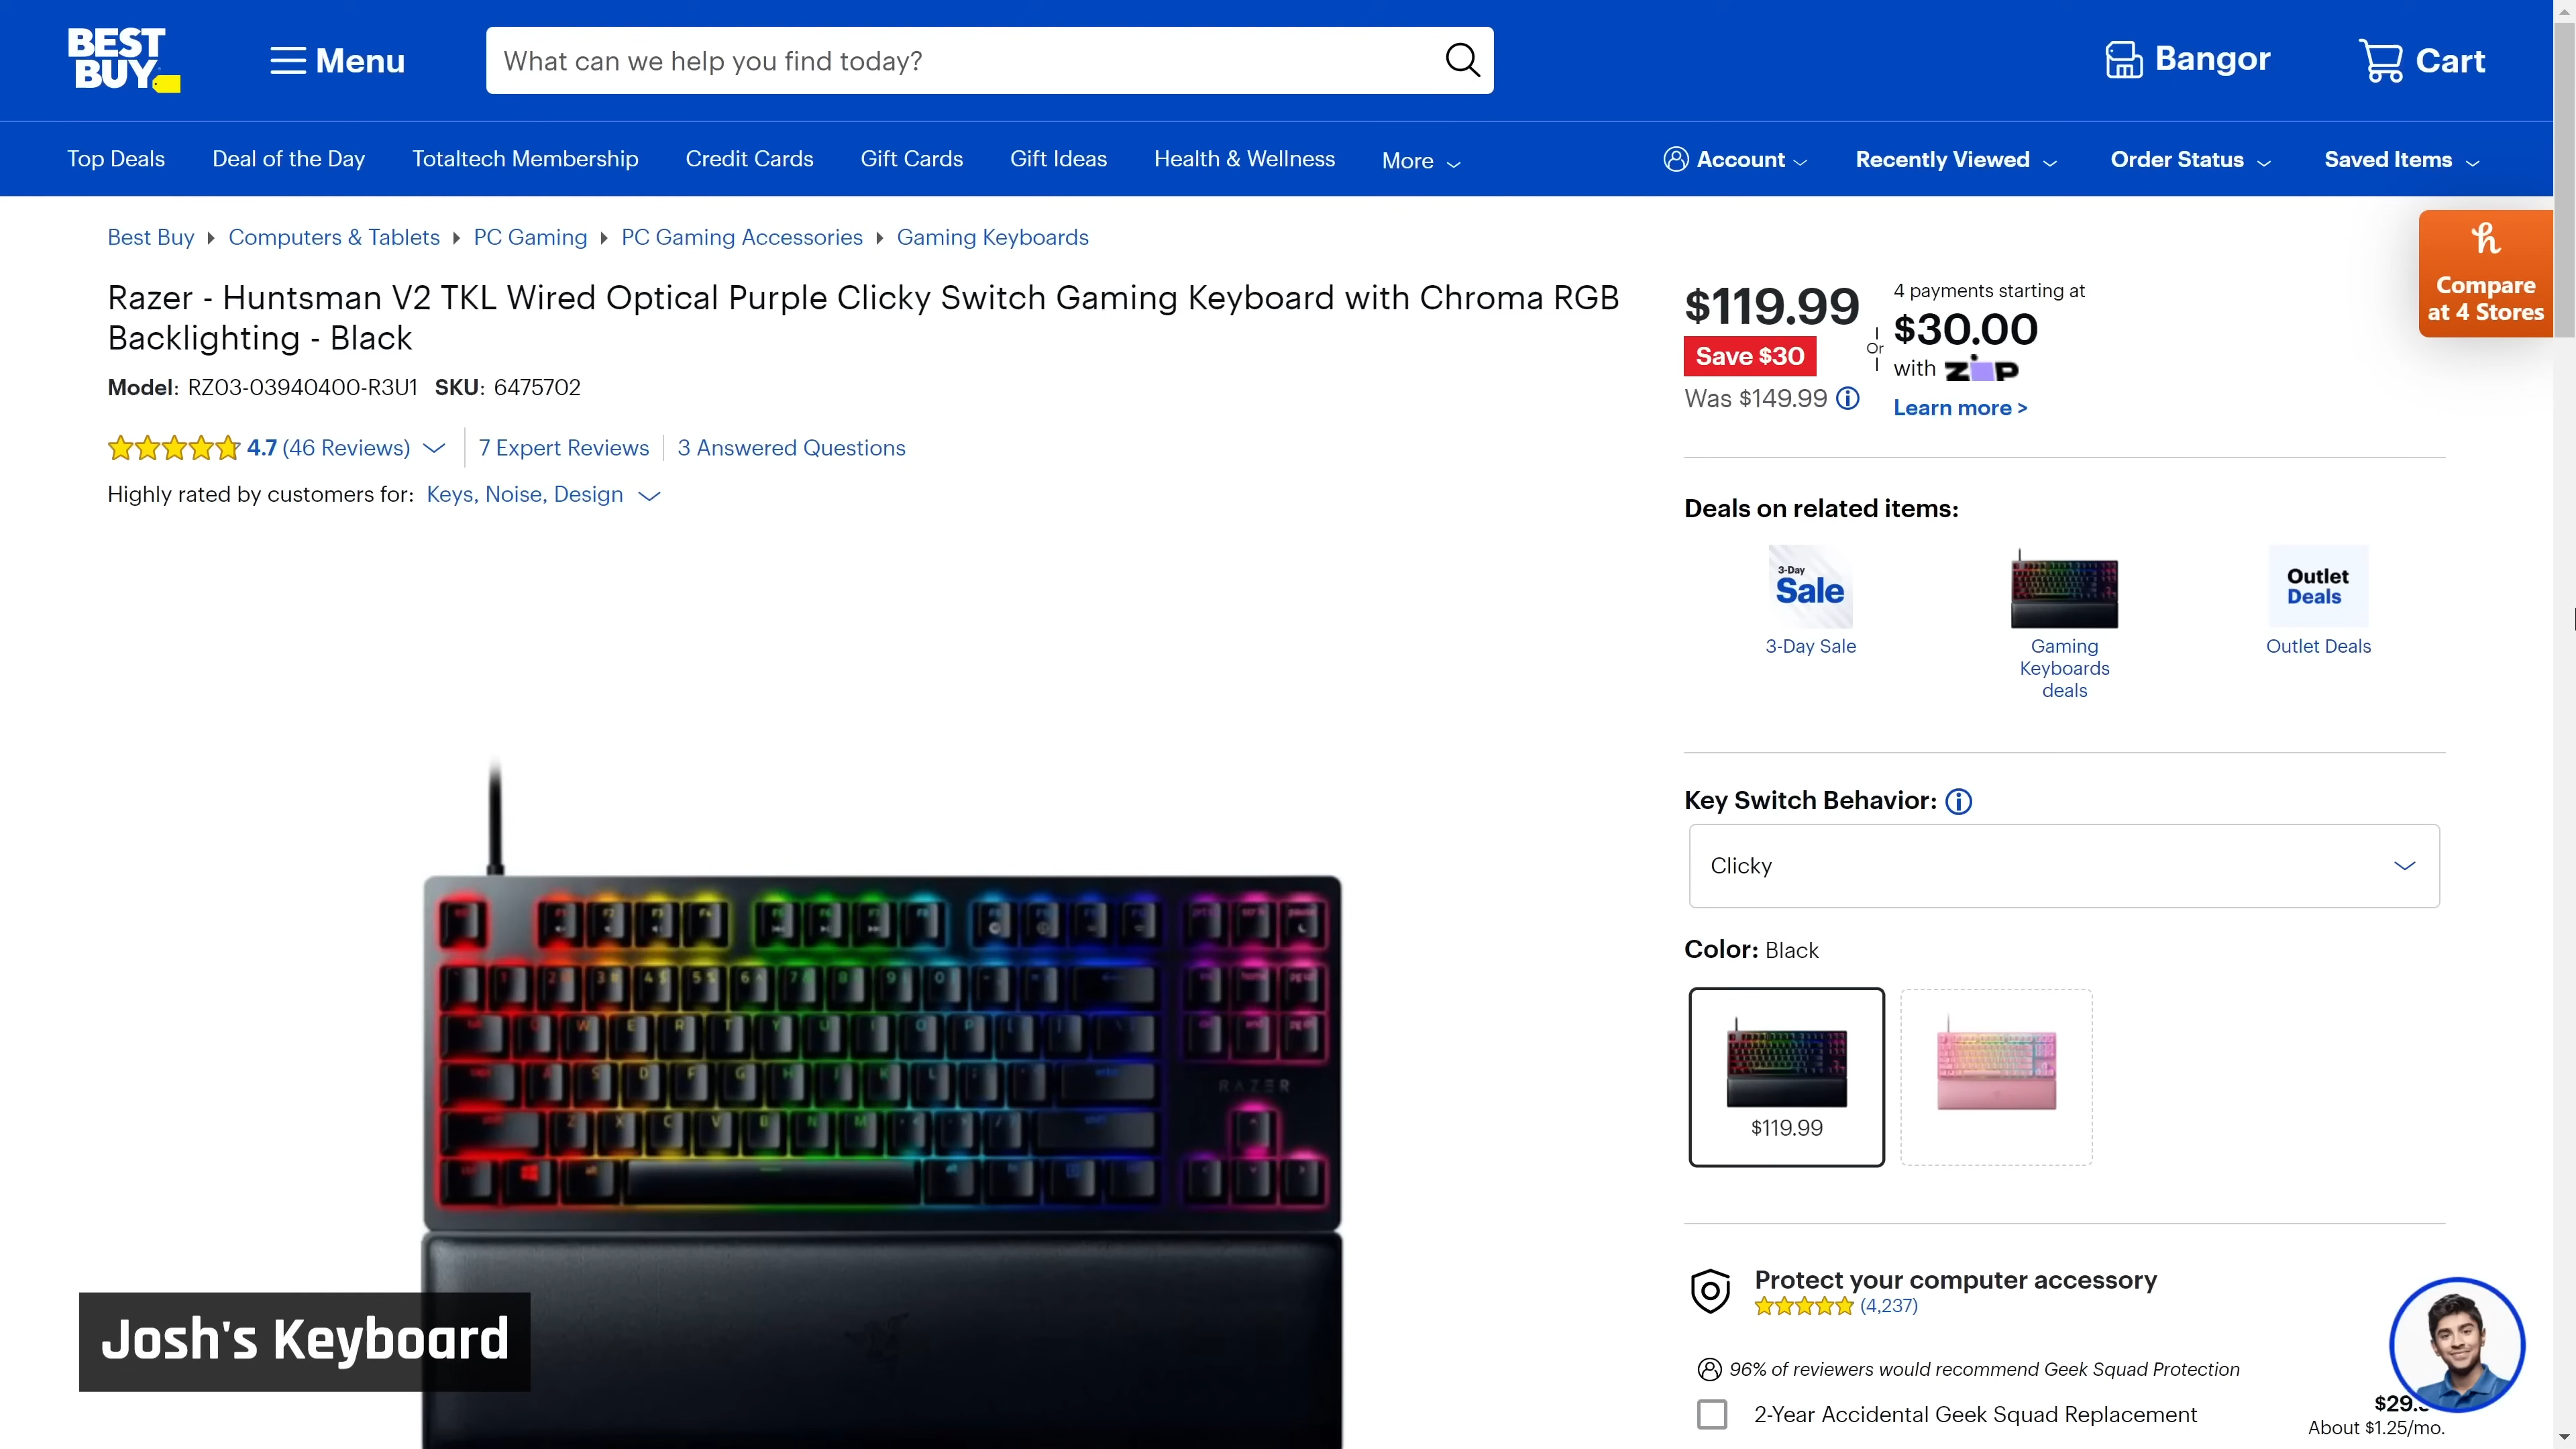 BEST
BUY
Menu
What can we help you find today?
Bangor
Cart
Top Deals
Deal of the Day
Totaltech Membership
Credit Cards
Gift Cards
Gift Ideas
Health & Wellness
More
Account
Recently Viewed
Order Status
Saved Items
Best Buy
Computers & Tablets
PC Gaming
PC Gaming Accessories
Gaming Keyboards
Compare
at 4 Stores
Razer - Huntsman V2 TKL Wired Optical Purple Clicky Switch Gaming Keyboard with Chroma RGB
Backlighting - Black
Model: RZ03-03940400-R3U1 SKU: 6475702
4.7 (46 Reviews)
7 Expert Reviews
3 Answered Questions
Highly rated by customers for: Keys, Noise, Design
$119.99
Save $30
Was $149.99
Or
4 payments starting at
$30.00
with ZIP
Learn more >
Deals on related items:
3-Day
Sale
3-Day Sale
Gaming
Keyboards
deals
Outlet
Deals
Outlet Deals
Key Switch Behavior:
Clicky
Color: Black
$119.99
RAZER
Protect your computer accessory
(4,237)
96% of reviewers would recommend Geek Squad Protection
2-Year Accidental Geek Squad Replacement
About $1.25/mo.
Josh's Keyboard